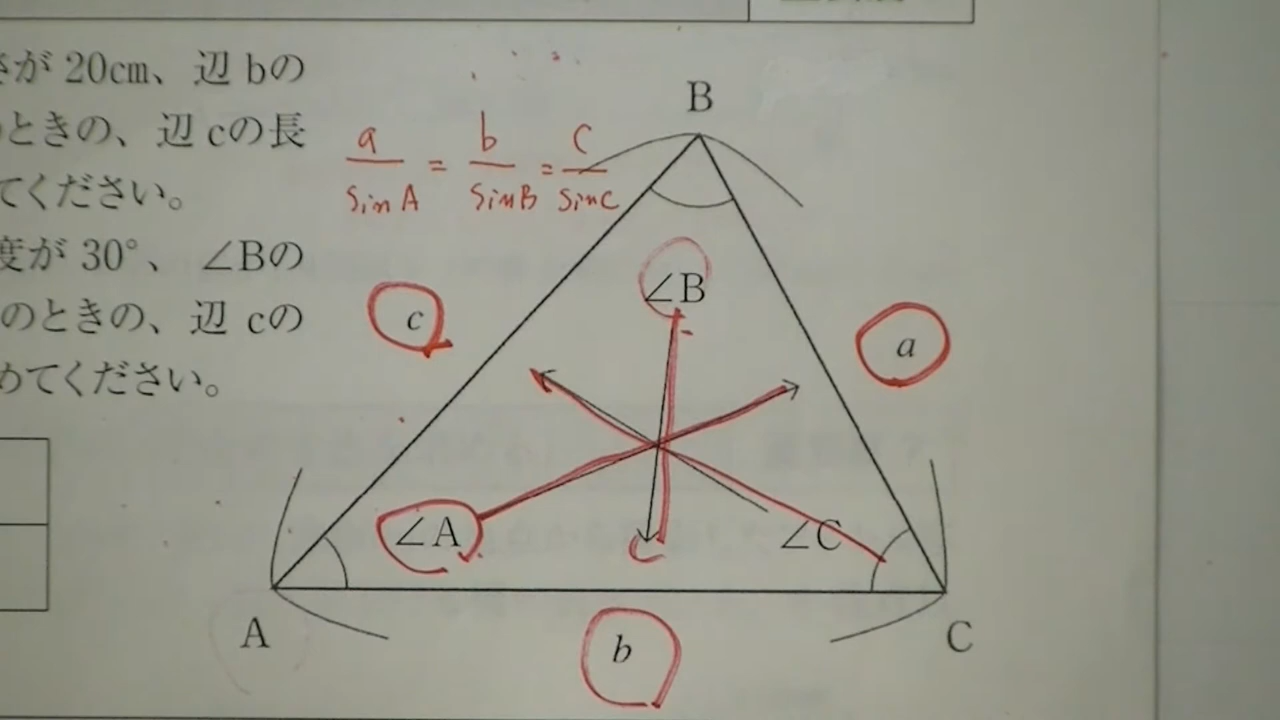 が 20cm、辺 bの
ときの、辺 cの長
てください。
度が 30°、∠Bの
のときの、辺 cの
めてください。
a/sinA = b/sinB = c/sinC
B
∠B
c
a
∠A
∠C
A
b
C